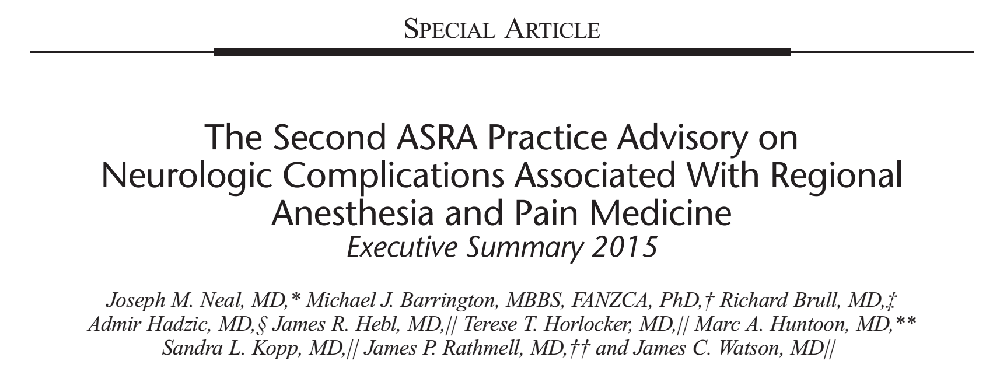 SPECIAL ARTICLE
The Second ASRA Practice Advisory on
Neurologic Complications Associated With Regional
Anesthesia and Pain Medicine
Executive Summary 2015
Joseph M. Neal, MD,* Michael J. Barrington, MBBS, FANZCA, PhD,† Richard Brull, MD,‡
Admir Hadzic, MD,§ James R. Hebl, MD,|| Terese T. Horlocker, MD,|| Marc A. Huntoon, MD,**
Sandra L. Kopp, MD,|| James P. Rathmell, MD,†† and James C. Watson, MD||